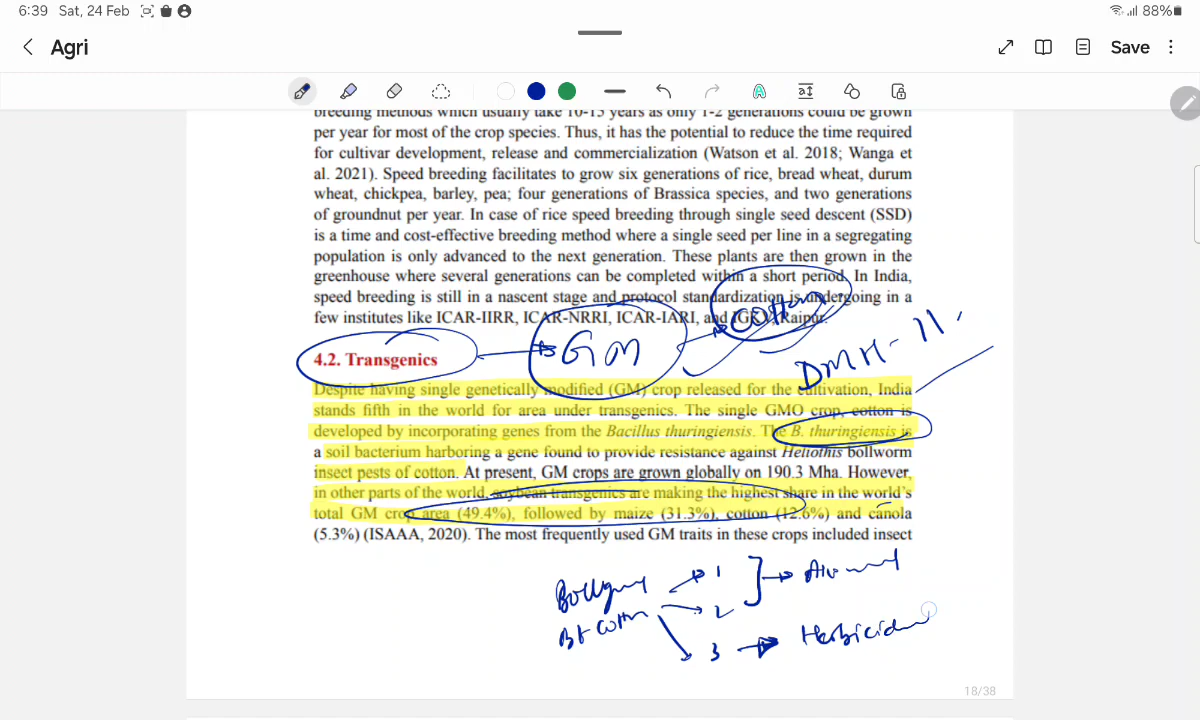 6:39 Sat, 24 Feb 88%
Agri
Save
breeding methods which usually take 10-15 years as only 1-2 generations could be grown
per year for most of the crop species. Thus, it has the potential to reduce the time required
for cultivar development, release and commercialization (Watson et al. 2018; Wanga et
al. 2021). Speed breeding facilitates to grow six generations of rice, bread wheat, durum
wheat, chickpea, barley, pea; four generations of Brassica species, and two generations
of groundnut per year. In case of rice speed breeding through single seed descent (SSD)
is a time and cost-effective breeding method where a single seed per line in a segregating
population is only advanced to the next generation. These plants are then grown in the
greenhouse where several generations can be completed within a short period. In India,
speed breeding is still in a nascent stage and protocol standardization is undergoing in a
few institutes like ICAR-IIRR, ICAR-NRRI, ICAR-IARI, and IGKV, Raipur.
Cotton
GM
DMH-11
4.2. Transgenics
Despite having single genetically modified (GM) crop released for the cultivation, India
stands fifth in the world for area under transgenics. The single GMO crop, cotton is
developed by incorporating genes from the Bacillus thuringiensis. The B. thuringiensis is
a soil bacterium harboring a gene found to provide resistance against Heliothis bollworm
insect pests of cotton. At present, GM crops are grown globally on 190.3 Mha. However,
in other parts of the world, soybean transgenics are making the highest share in the world's
total GM crop area (49.4%), followed by maize (31.3%), cotton (12.6%) and canola
(5.3%) (ISAAA, 2020). The most frequently used GM traits in these crops included insect
Bollgard 1
Bt cotton 2
3 Herbicide
18/38